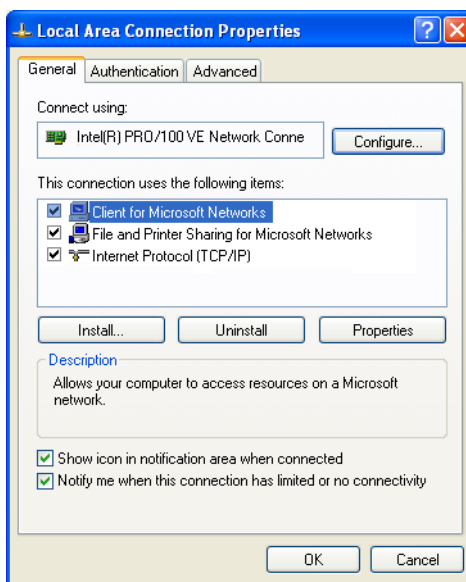 Local Area Connection Properties
General Authentication Advanced
Connect using:
Intel(R) PRO/100 VE Network Conne
Configure...
This connection uses the following items:
Client for Microsoft Networks
File and Printer Sharing for Microsoft Networks
Internet Protocol (TCP/IP)
Install... Uninstall Properties
Description
Allows your computer to access resources on a Microsoft
network.
Show icon in notification area when connected
Notify me when this connection has limited or no connectivity
OK Cancel